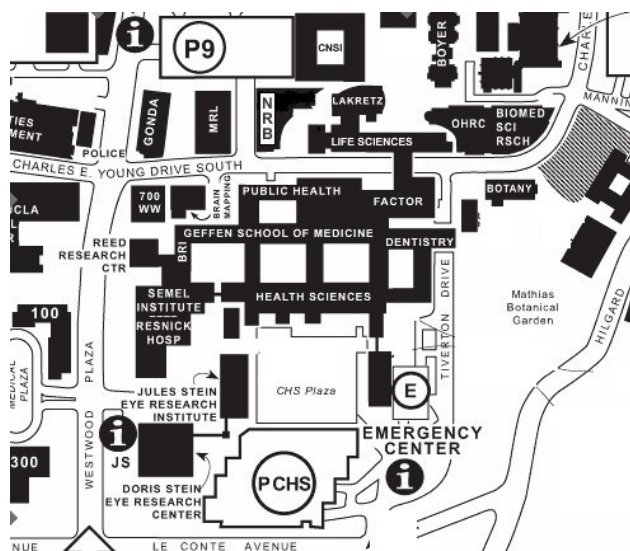 P9
CNSI
BOYER
CHARLE
MANNIN
NRB
LAKRETZ
GONDA
MRL
TIES
MENT
POLICE
LIFE SCIENCES
OHRC
BIOMED
SCI
RSCH
CHARLES E. YOUNG DRIVE SOUTH
700
WW
BRAIN
MAPPING
PUBLIC HEALTH
FACTOR
BOTANY
REED
RESEARCH
CTR
BRI
GEFFEN SCHOOL OF MEDICINE
DENTISTRY
SEMEL
INSTITUTE
RESNICK
HOSP
HEALTH SCIENCES
TIVERTON DRIVE
Mathias
Botanical
Garden
HILGARD
100
MEDICAL
PLAZA
WESTWOOD PLAZA
JULES STEIN
EYE RESEARCH
INSTITUTE
CHS Plaza
E
EMERGENCY
CENTER
i
i
i
JS
300
DORIS STEIN
EYE RESEARCH
CENTER
PCHS
NUE
LE CONTE AVENUE